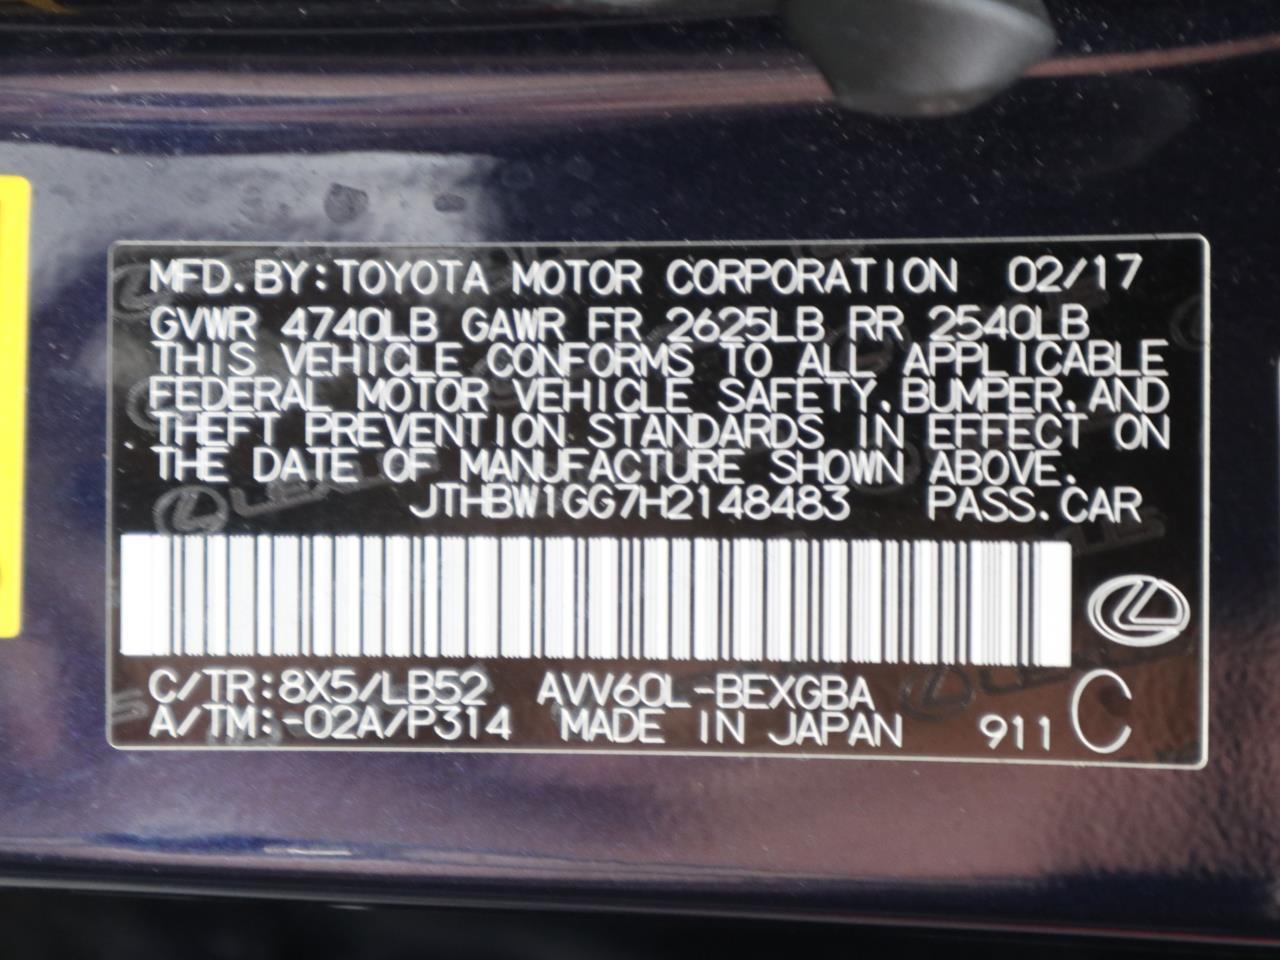 MFD.BY:TOYOTA MOTOR CORPORATION 02/17
GVWR 4740LB GAWR FR 2625LB RR 2540LB
THIS VEHICLE CONFORMS TO ALL APPLICABLE
FEDERAL MOTOR VEHICLE SAFETY,BUMPER,AND
THEFT PREVENTION STANDARDS IN EFFECT ON
THE DATE OF MANUFACTURE SHOWN ABOVE.
JTHBW1GG7H2148483 PASS.CAR
C/TR:8X5/LB52 AVV60L-BEXGBA C
A/TM:-02A/P314 MADE IN JAPAN 911